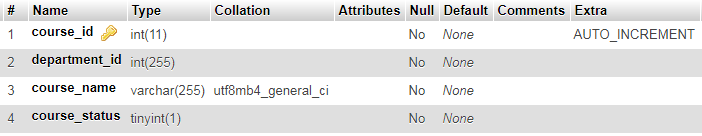 # Name Type Collation Attributes Null Default Comments Extra
1 course_id int(11) No None AUTO_INCREMENT
2 department_id int(255) No None
3 course_name varchar(255) utf8mb4_general_ci No None
4 course_status tinyint(1) No None